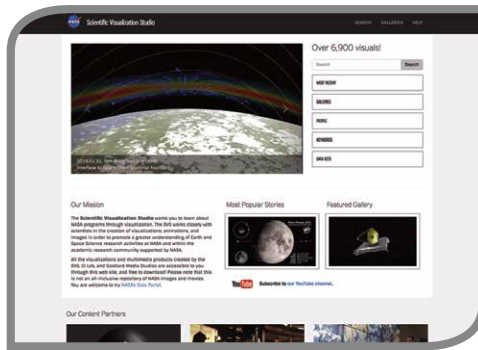 NASA
Scientific Visualization Studio
SEARCH GALLERIES HELP
Over 6,900 visuals!
Search
Search
MOST RECENT
GALLERIES
PEOPLE
KEYWORDS
Our Mission
The Scientific Visualization Studio wants you to learn about
NASA programs through visualization. The SVS works closely with
scientists in the creation of visualizations, animations, and
images in order to promote a greater understanding of Earth and
Space Science research activities at NASA and within the
academic research community supported by NASA.
All the visualizations and multimedia products created by the
SVS, CI Lab, and Goddard Media Studios are accessible to you
through this web site, and free to download! Please note that this
is not an all-inclusive repository of NASA images and movies.
You are welcome to try NASA's Data Portal.
Most Popular Stories
Featured Gallery
YouTube Subscribe to our YouTube channel.
Our Content Partners